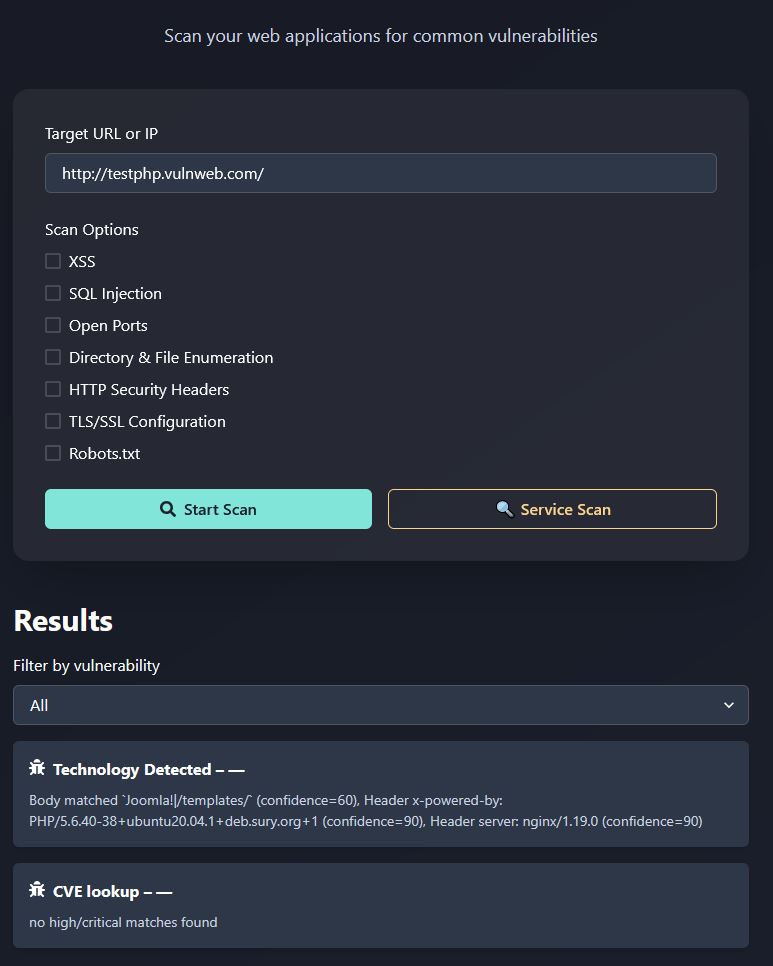 Scan your web applications for common vulnerabilities
Target URL or IP
http://testphp.vulnweb.com/
Scan Options
XSS
SQL Injection
Open Ports
Directory & File Enumeration
HTTP Security Headers
TLS/SSL Configuration
Robots.txt
Start Scan
Service Scan
Results
Filter by vulnerability
All
Technology Detected – —
Body matched `Joomla!|/templates/` (confidence=60), Header x-powered-by:
PHP/5.6.40-38+ubuntu20.04.1+deb.sury.org+1 (confidence=90), Header server: nginx/1.19.0 (confidence=90)
CVE lookup – —
no high/critical matches found